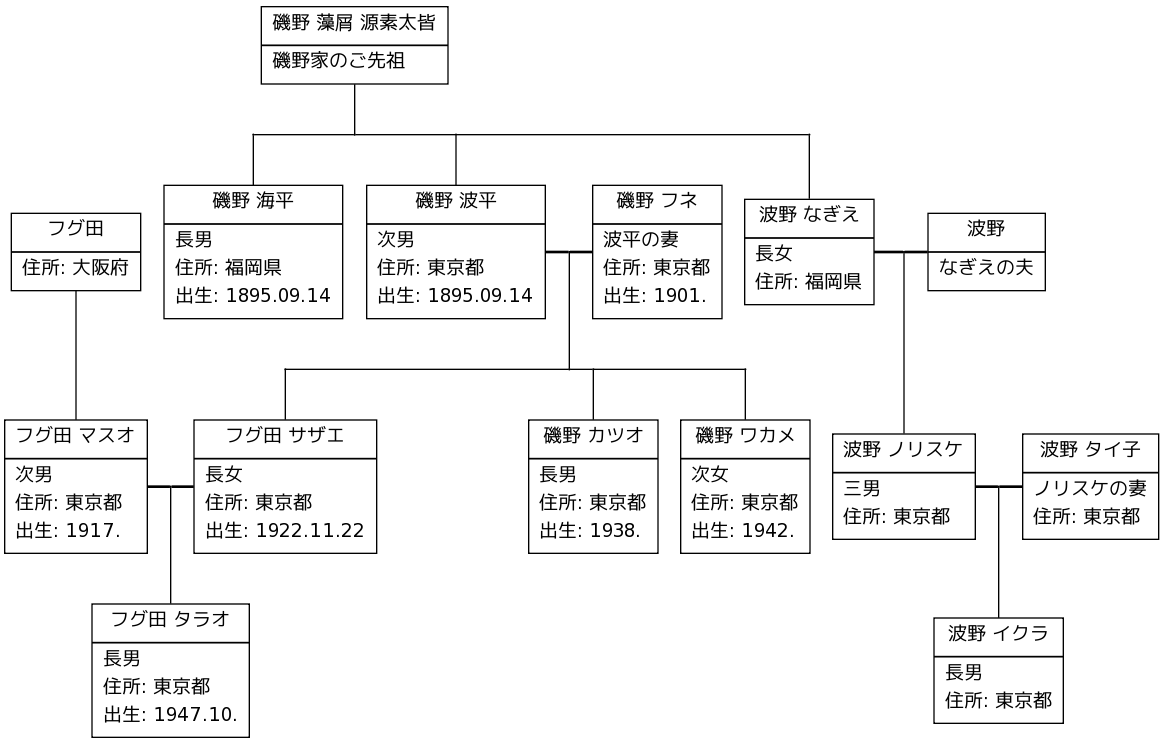 磯野 藻屑 源素太皆
磯野家のご先祖
フグ田
住所: 大阪府
磯野 海平
長男
住所: 福岡県
出生: 1895.09.14
磯野 波平
次男
住所: 東京都
出生: 1895.09.14
磯野 フネ
波平の妻
住所: 東京都
出生: 1901.
波野 なぎえ
長女
住所: 福岡県
波野
なぎえの夫
フグ田 マスオ
次男
住所: 東京都
出生: 1917.
フグ田 サザエ
長女
住所: 東京都
出生: 1922.11.22
磯野 カツオ
長男
住所: 東京都
出生: 1938.
磯野 ワカメ
次女
住所: 東京都
出生: 1942.
波野 ノリスケ
三男
住所: 東京都
波野 タイ子
ノリスケの妻
住所: 東京都
フグ田 タラオ
長男
住所: 東京都
出生: 1947.10.
波野 イクラ
長男
住所: 東京都